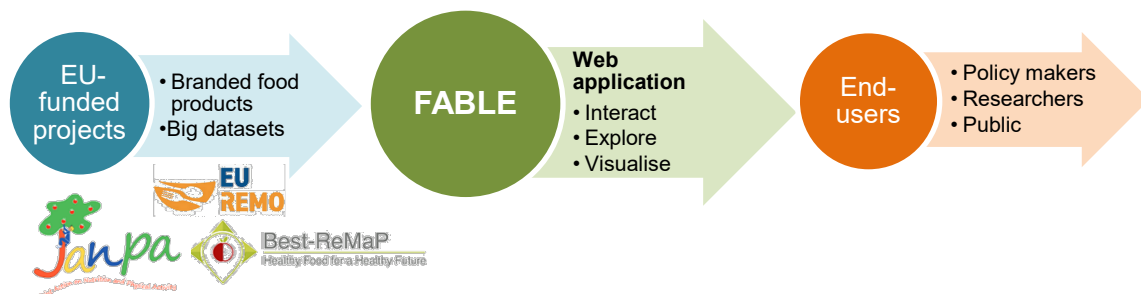 EU-
funded
projects
• Branded food
products
•Big datasets
FABLE
Web
application
• Interact
• Explore
• Visualise
End-
users
• Policy makers
• Researchers
• Public
EU
REMO
Janpa
Best-ReMaP
Healthy Food for a Healthy Future